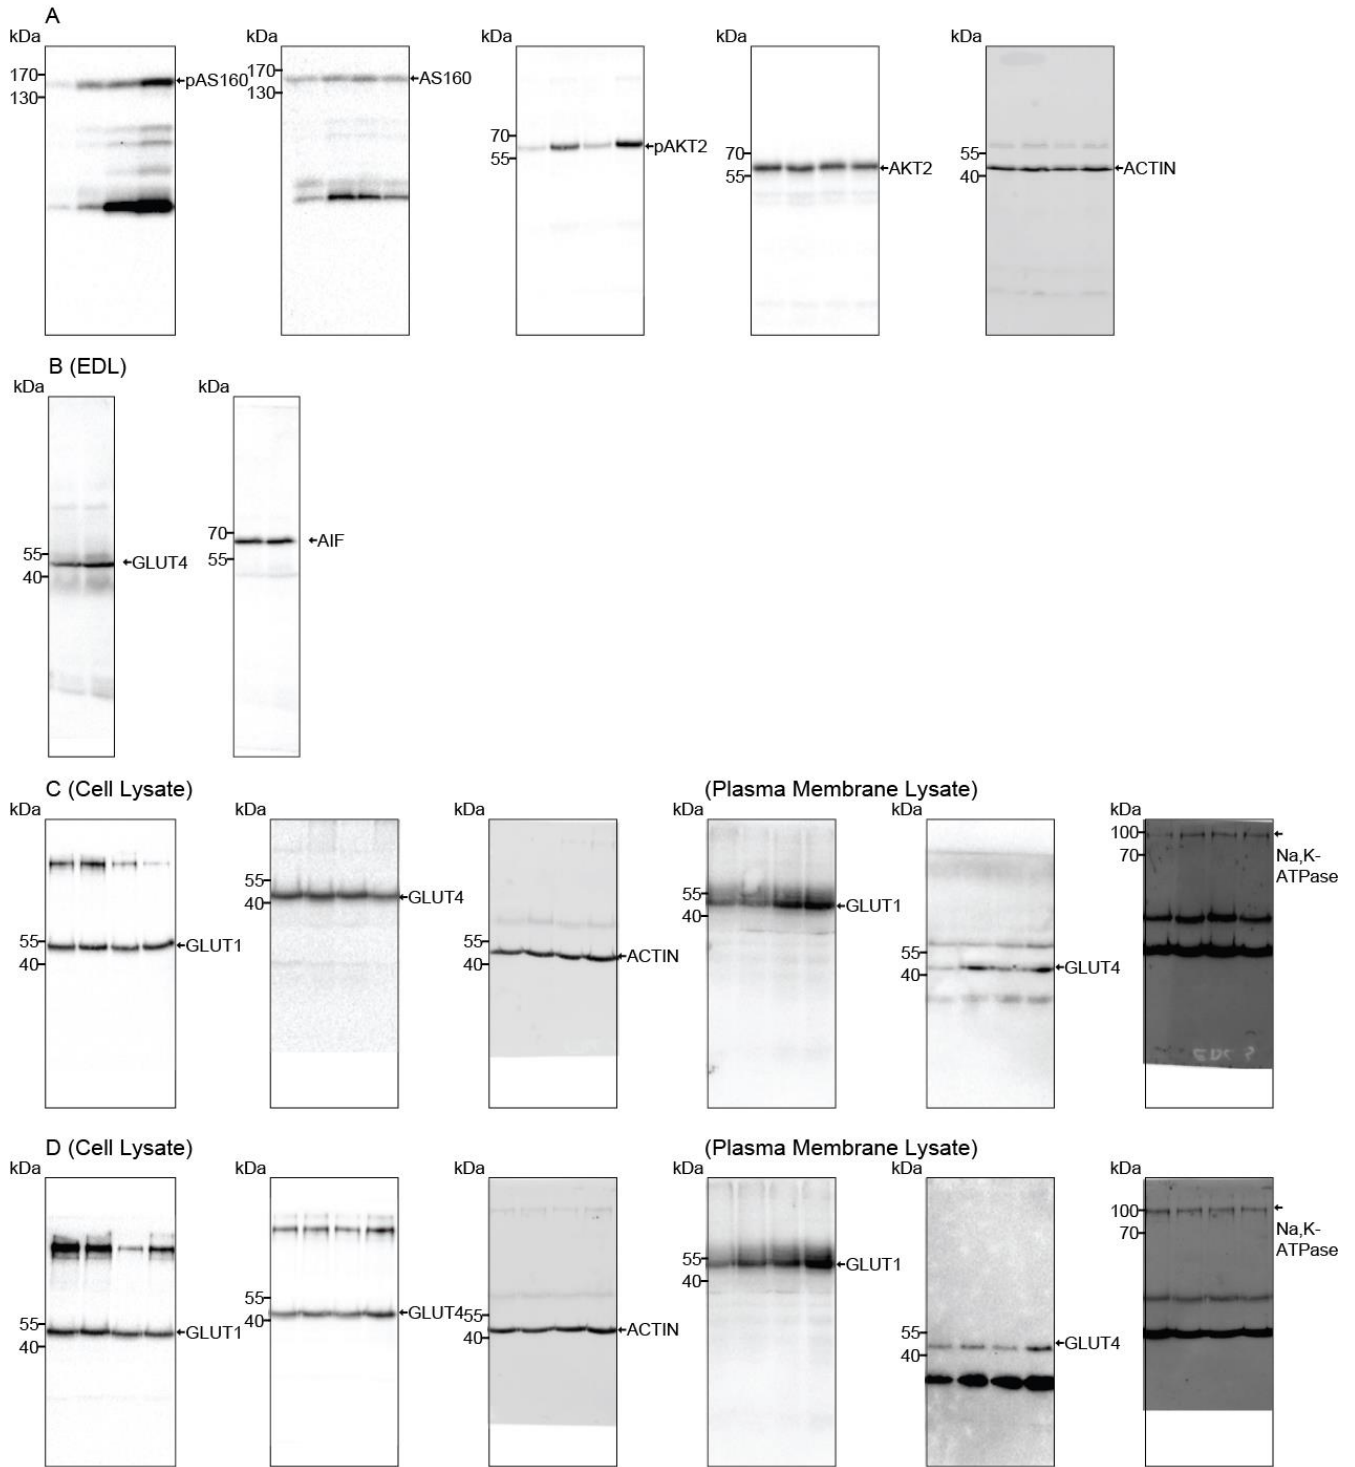 A
kDa kDa kDa kDa kDa
170 pAS160 170 AS160 70 pAKT2 70 AKT2 55 ACTIN
130 130 55 55 40
B (EDL)
kDa kDa
55 GLUT4 70 AIF
40 55
C (Cell Lysate) (Plasma Membrane Lysate)
kDa kDa kDa kDa kDa kDa
55 GLUT1 55 GLUT4 55 ACTIN 55 GLUT1 55 GLUT4 100 Na,K-
40 40 40 40 40 70 ATPase
D (Cell Lysate) (Plasma Membrane Lysate)
kDa kDa kDa kDa kDa kDa
55 GLUT1 55 GLUT4 55 ACTIN 55 GLUT1 55 GLUT4 100 Na,K-
40 40 40 40 40 70 ATPase